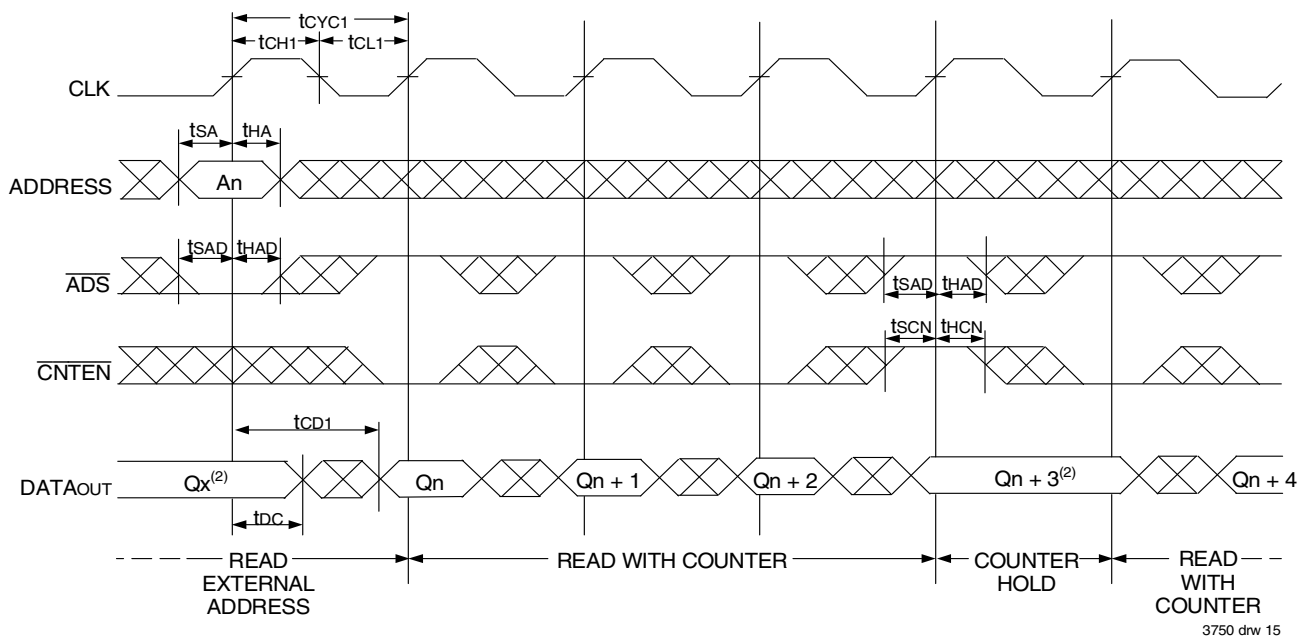 tCYC1
tCH1 tCL1
CLK
tSA tHA
ADDRESS An
tSAD tHAD
ADS
tSAD tHAD
tSCN tHCN
CNTEN
tCD1
DATAOUT Qx(2) Qn Qn + 1 Qn + 2 Qn + 3(2) Qn + 4
tDC
READ EXTERNAL ADDRESS
READ WITH COUNTER
COUNTER HOLD
READ WITH COUNTER
3750 drw 15